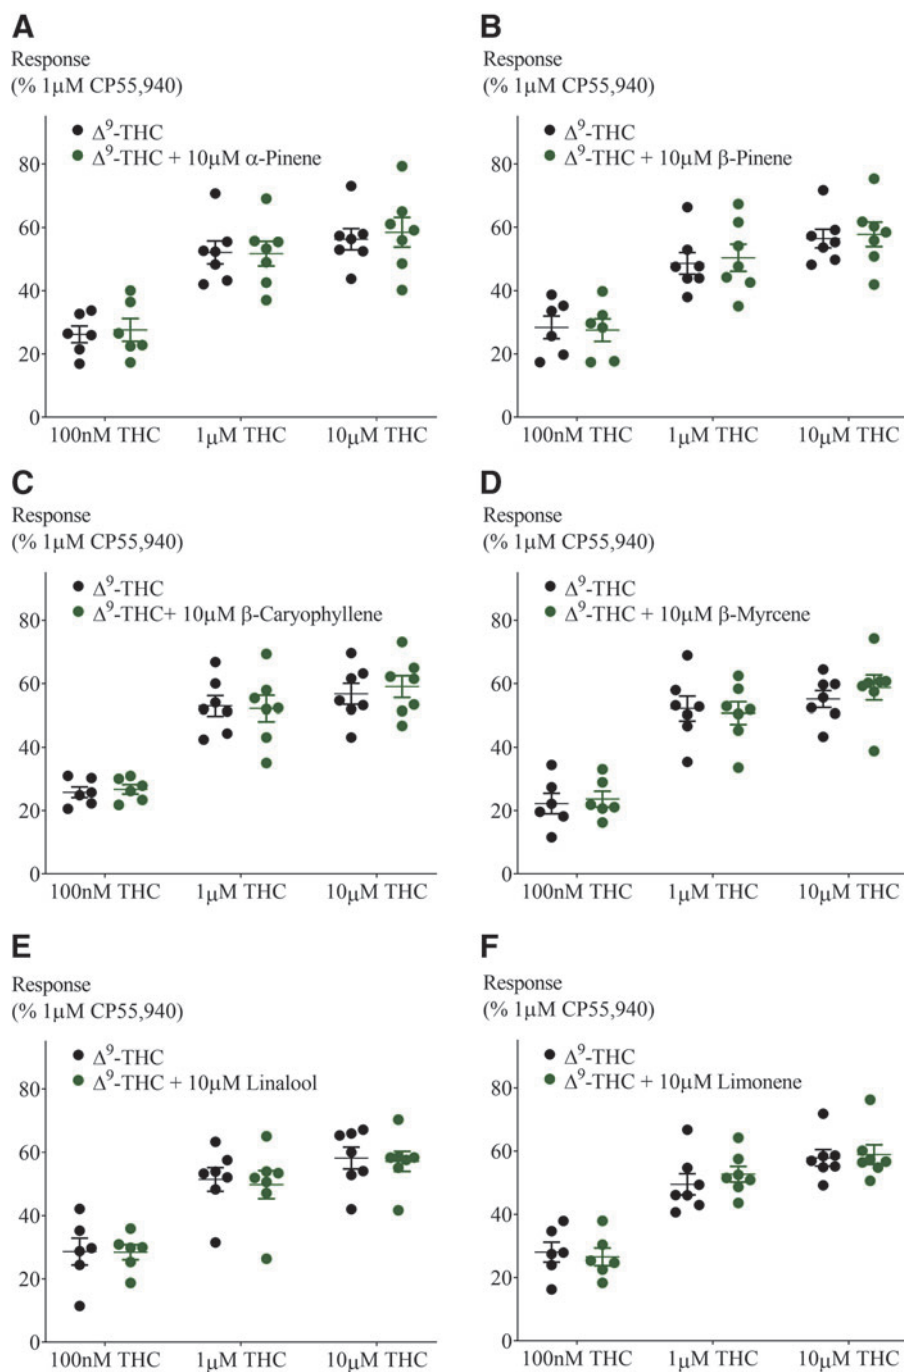 A
Response
(% 1μM CP55,940)
Δ⁹-THC
Δ⁹-THC + 10μM α-Pinene
80
60
40
20
0
100nM THC 1μM THC 10μM THC
B
Response
(% 1μM CP55,940)
Δ⁹-THC
Δ⁹-THC + 10μM β-Pinene
80
60
40
20
0
100nM THC 1μM THC 10μM THC
C
Response
(% 1μM CP55,940)
Δ⁹-THC
Δ⁹-THC+ 10μM β-Caryophyllene
80
60
40
20
0
100nM THC 1μM THC 10μM THC
D
Response
(% 1μM CP55,940)
Δ⁹-THC
Δ⁹-THC + 10μM β-Myrcene
80
60
40
20
0
100nM THC 1μM THC 10μM THC
E
Response
(% 1μM CP55,940)
Δ⁹-THC
Δ⁹-THC + 10μM Linalool
80
60
40
20
0
100nM THC 1μM THC 10μM THC
F
Response
(% 1μM CP55,940)
Δ⁹-THC
Δ⁹-THC + 10μM Limonene
80
60
40
20
0
100nM THC 1μM THC 10μM THC